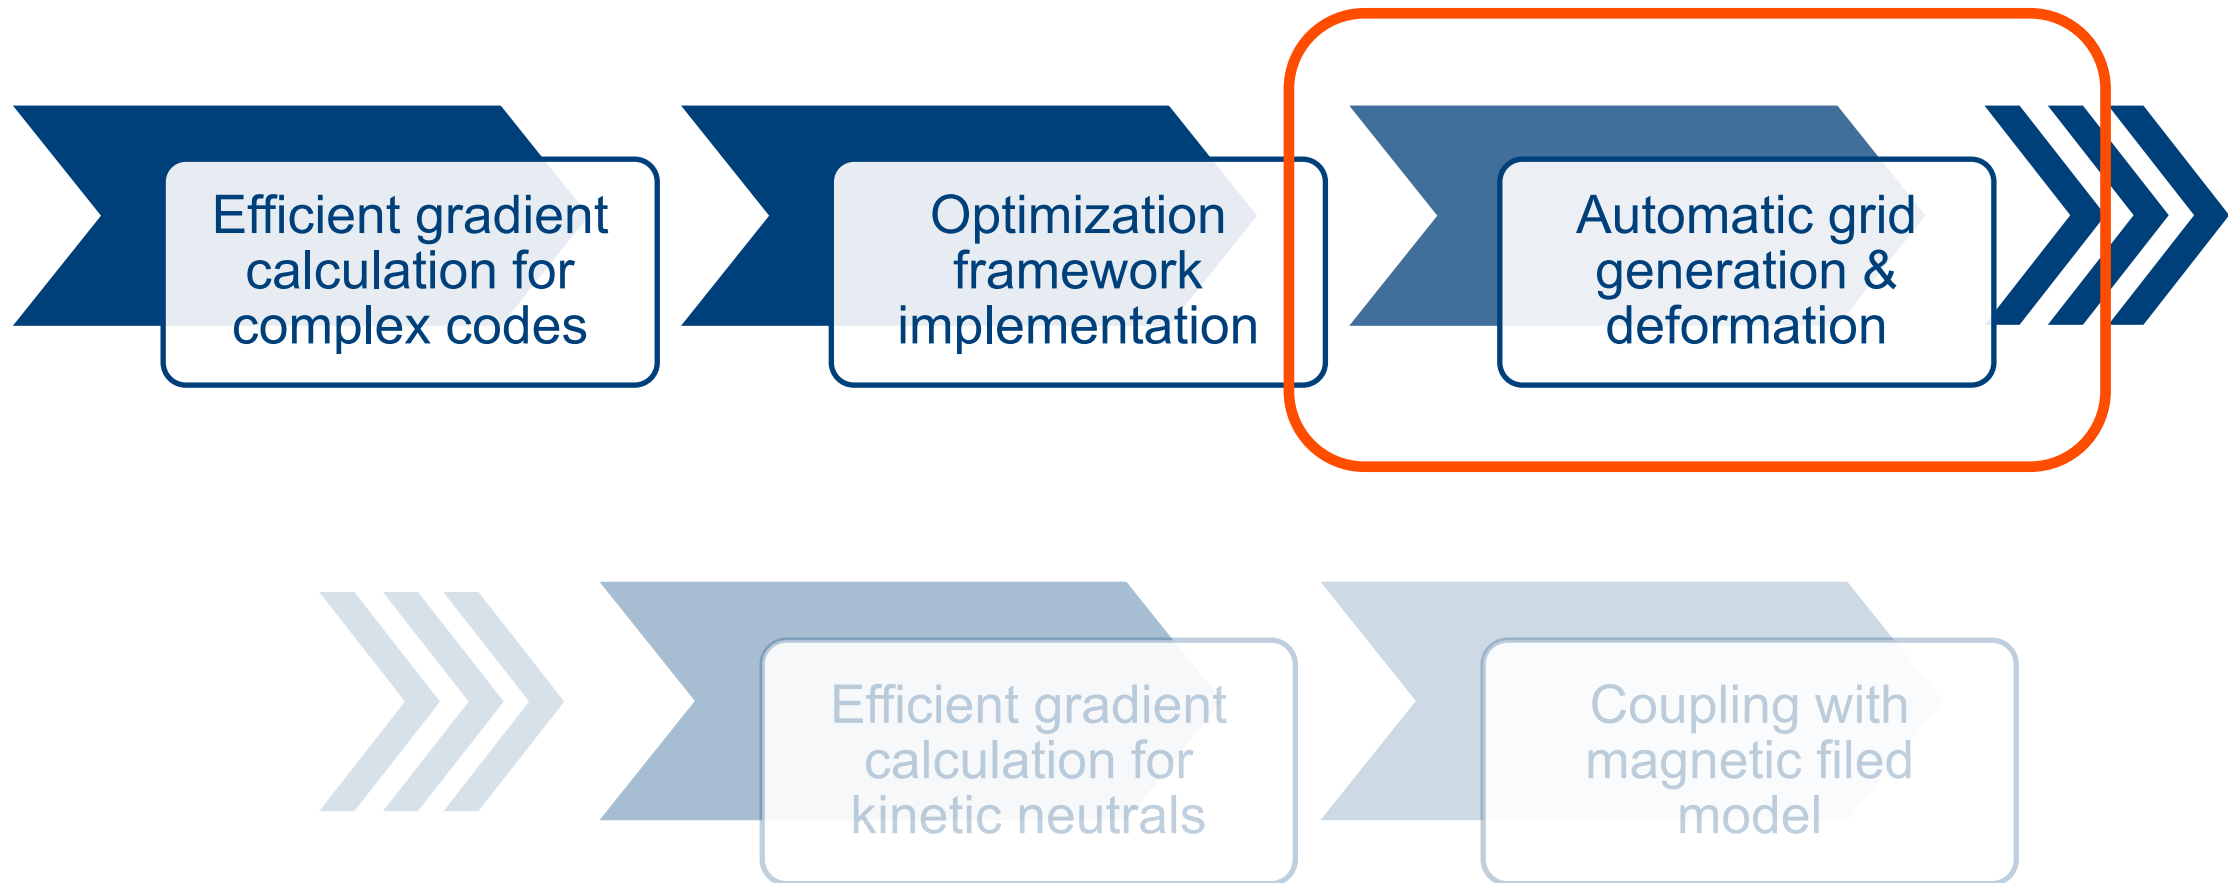 Efficient gradient
calculation for
complex codes
Optimization
framework
implementation
Automatic grid
generation &
deformation
Efficient gradient
calculation for
kinetic neutrals
Coupling with
magnetic filed
model